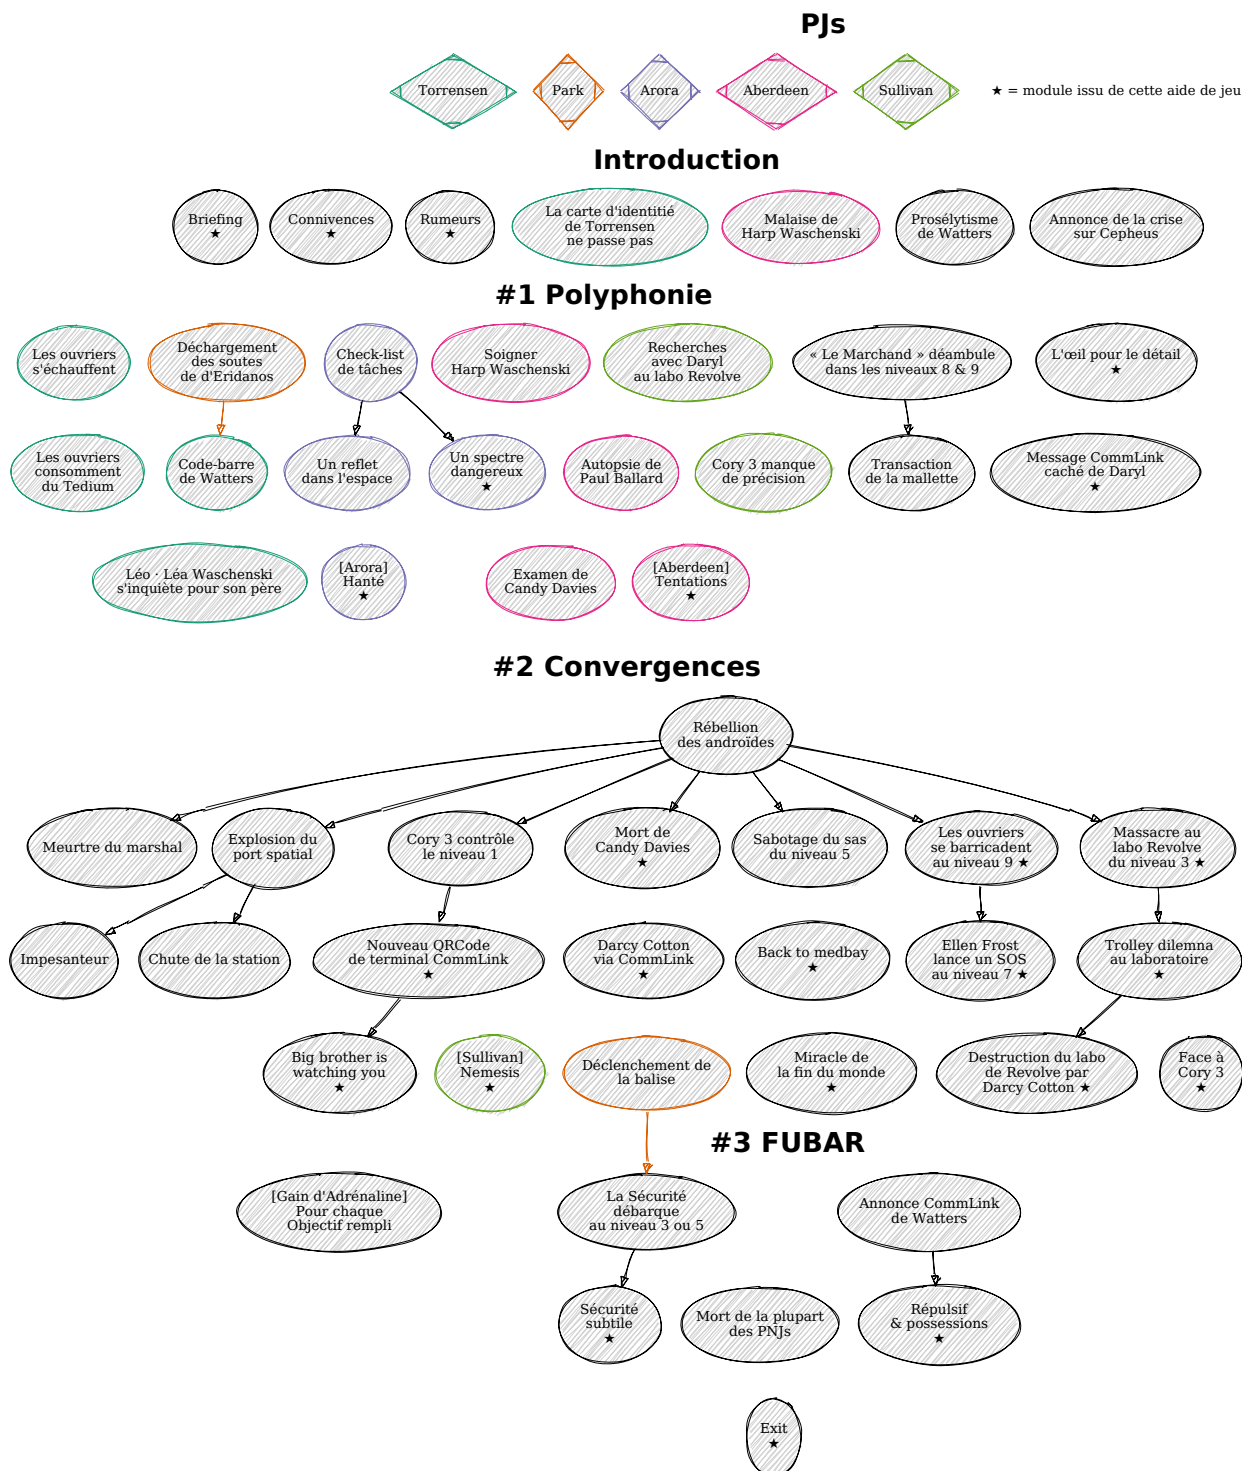 PJs
Torrensen
Park
Arora
Aberdeen
Sullivan
★ = module issu de cette aide de jeu
Introduction
Briefing
★
Connivences
★
Rumeurs
★
La carte d'identitié
de Torrensen
ne passe pas
Malaise de
Harp Waschenski
Prosélytisme
de Watters
Annonce de la crise
sur Cepheus
#1 Polyphonie
Les ouvriers
s'échauffent
Déchargement
des soutes
de d'Eridanos
Check-list
de tâches
Soigner
Harp Waschenski
Recherches
avec Daryl
au labo Revolve
« Le Marchand » déambule
dans les niveaux 8 & 9
L'œil pour le détail
★
Les ouvriers
consomment
du Tedium
Code-barre
de Watters
Un reflet
dans l'espace
Un spectre
dangereux
★
Autopsie de
Paul Ballard
Cory 3 manque
de précision
Transaction
de la mallette
Message CommLink
caché de Daryl
★
Léo · Léa Waschenski
s'inquiète pour son père
[Arora]
Hanté
★
Examen de
Candy Davies
[Aberdeen]
Tentations
★
#2 Convergences
Rébellion
des androïdes
Meurtre du marshal
Explosion du
port spatial
Cory 3 contrôle
le niveau 1
Mort de
Candy Davies
★
Sabotage du sas
du niveau 5
Les ouvriers
se barricadent
au niveau 9 ★
Massacre au
labo Revolve
du niveau 3 ★
Impesanteur
Chute de la station
Nouveau QRCode
de terminal CommLink
★
Darcy Cotton
via CommLink
★
Back to medbay
★
Ellen Frost
lance un SOS
au niveau 7 ★
Trolley dilemna
au laboratoire
★
Big brother is
watching you
★
[Sullivan]
Nemesis
★
Déclenchement de
la balise
Miracle de
la fin du monde
★
Destruction du labo
de Revolve par
Darcy Cotton ★
Face à
Cory 3
★
#3 FUBAR
[Gain d'Adrénaline]
Pour chaque
Objectif rempli
La Sécurité
débarque
au niveau 3 ou 5
Annonce CommLink
de Watters
Sécurité
subtile
★
Mort de la plupart
des PNJs
Répulsif
& possessions
★
Exit
★